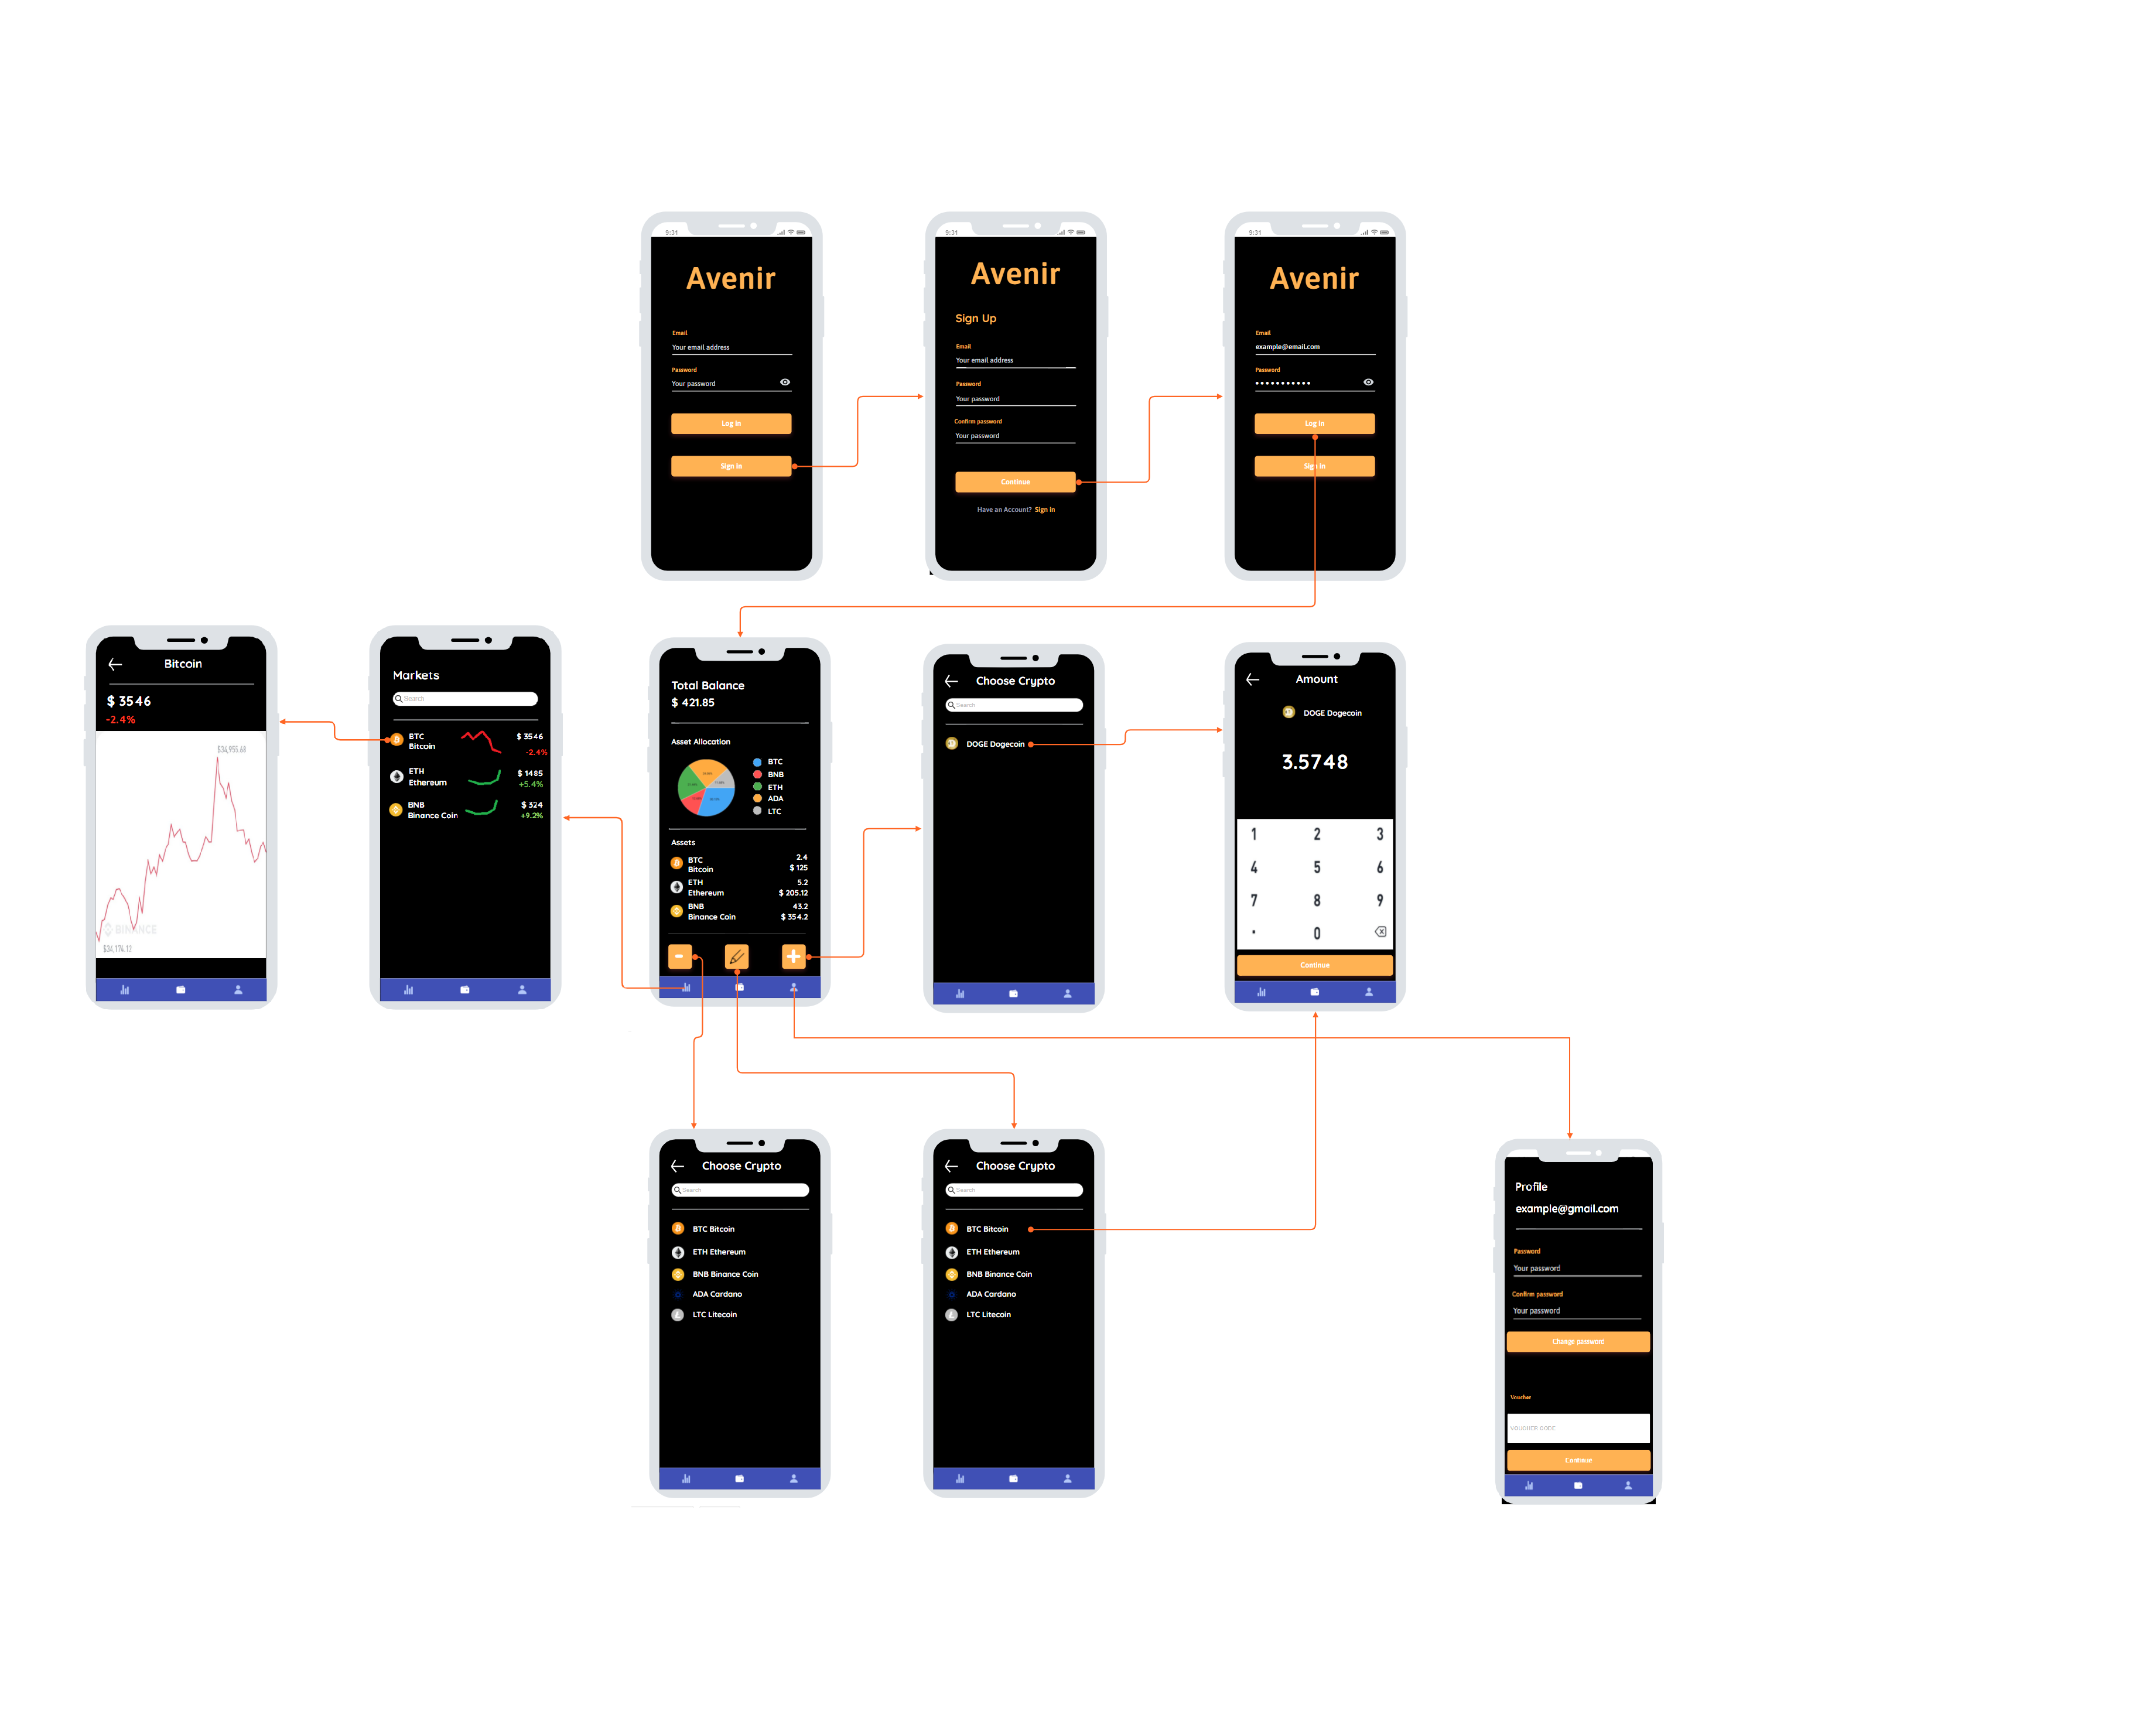 9:31
Avenir
Email
Your email address
Password
Your password
Log in
Sign in
9:31
Avenir
Sign Up
Email
Your email address
Password
Your password
Confirm password
Your password
Continue
Have an Account? Sign in
9:31
Avenir
Email
example@email.com
Password
Log in
Sign in
Bitcoin
$ 3546
-2.4%
$34,955.68
BINANCE
Markets
Search
BTC
Bitcoin
$ 3546
-2.4%
ETH
Ethereum
$ 1485
+5.4%
BNB
Binance Coin
$ 324
+9.2%
Total Balance
$ 421.85
Asset Allocation
BTC
BNB
ETH
ADA
LTC
Assets
BTC
Bitcoin
2.4
$ 125
ETH
Ethereum
5.2
$ 205.12
BNB
Binance Coin
43.2
$ 354.2
Choose Crypto
Search
DOGE Dogecoin
Amount
DOGE Dogecoin
3.5748
1 2 3
4 5 6
7 8 9
. 0
Continue
Choose Crypto
Search
BTC Bitcoin
ETH Ethereum
BNB Binance Coin
ADA Cardano
LTC Litecoin
Choose Crypto
Search
BTC Bitcoin
ETH Ethereum
BNB Binance Coin
ADA Cardano
LTC Litecoin
Profile
example@gmail.com
Password
Your password
Confirm password
Your password
Change password
Voucher
Continue